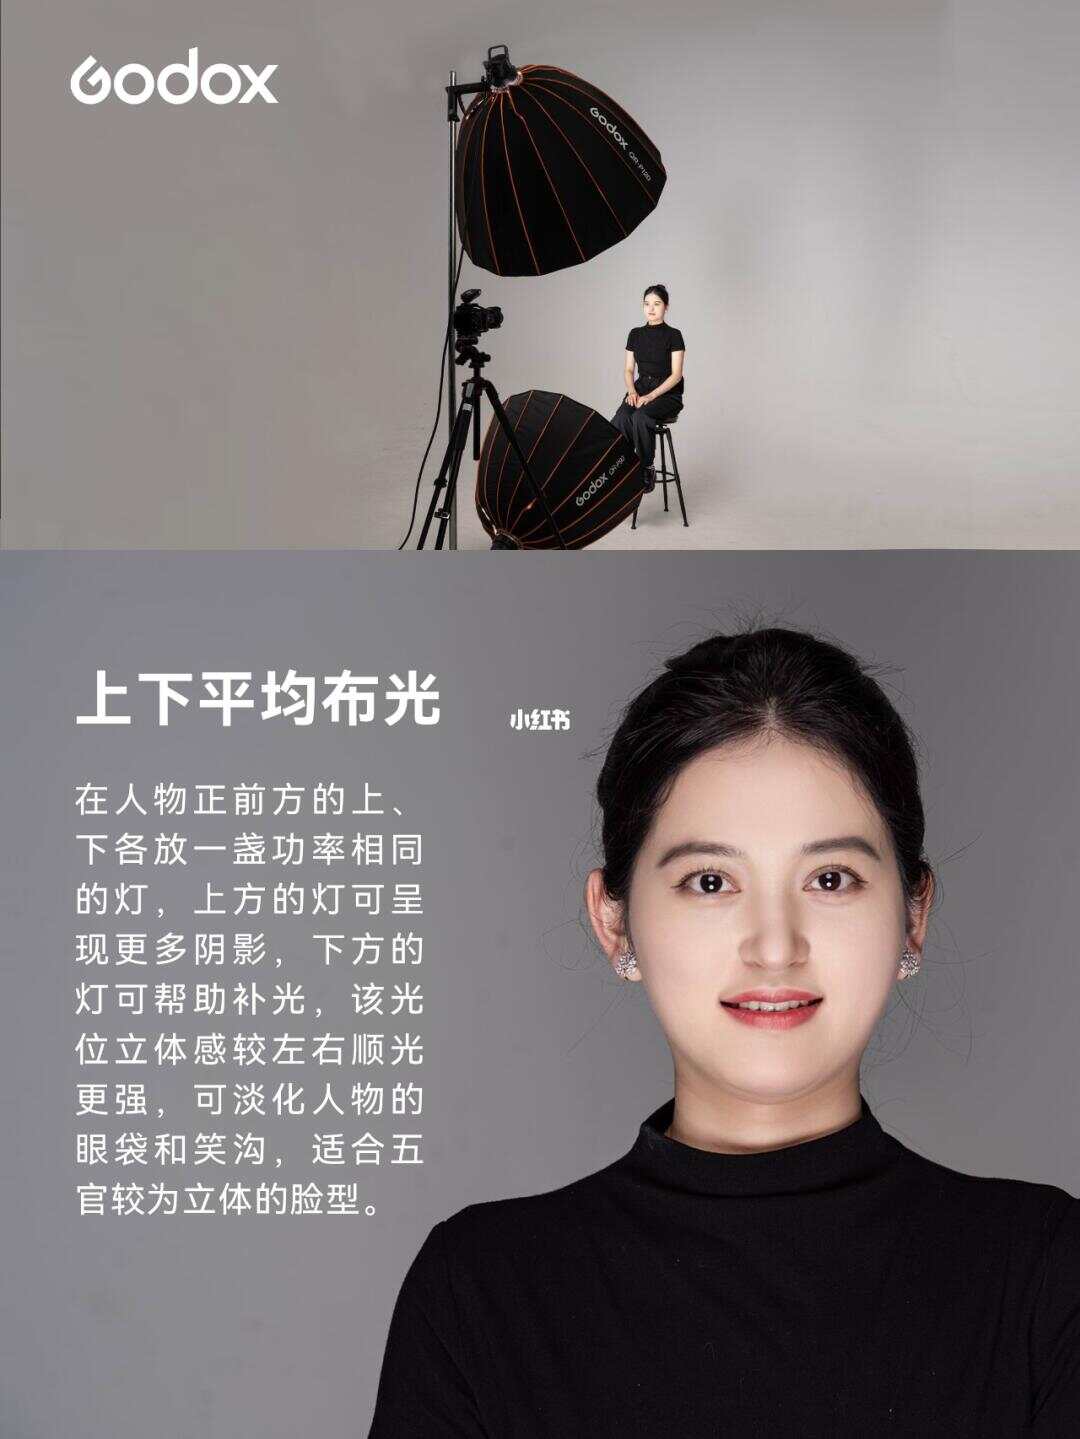 Godox
Godox QR-P120
Godox QR-P90
上下平均布光
小红书
在人物正前方的上、
下各放一盏功率相同
的灯，上方的灯可呈
现更多阴影，下方的
灯可帮助补光，该光
位立体感较左右顺光
更强，可淡化人物的
眼袋和笑沟，适合五
官较为立体的脸型。